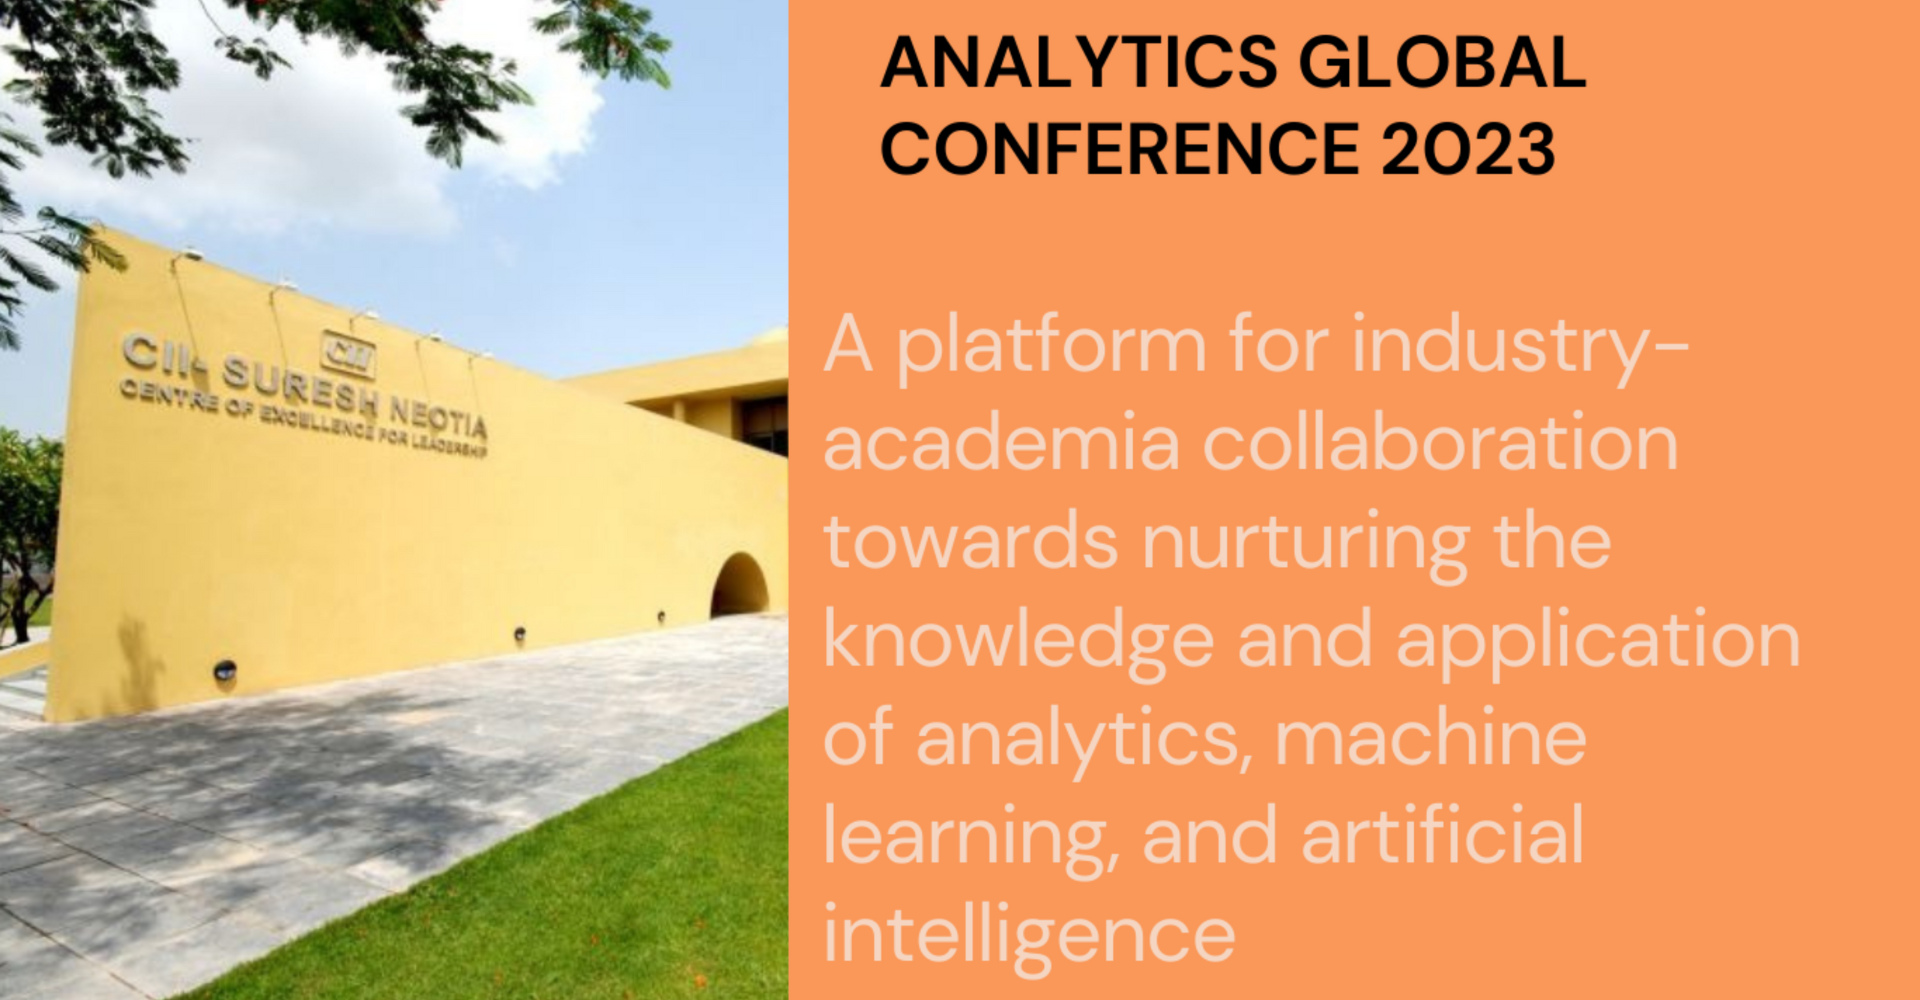 CII
CII- SURESH NEOTIA
CENTRE OF EXCELLENCE FOR LEADERSHIP
ANALYTICS GLOBAL
CONFERENCE 2023
A platform for industry-
academia collaboration
towards nurturing the
knowledge and application
of analytics, machine
learning, and artificial
intelligence